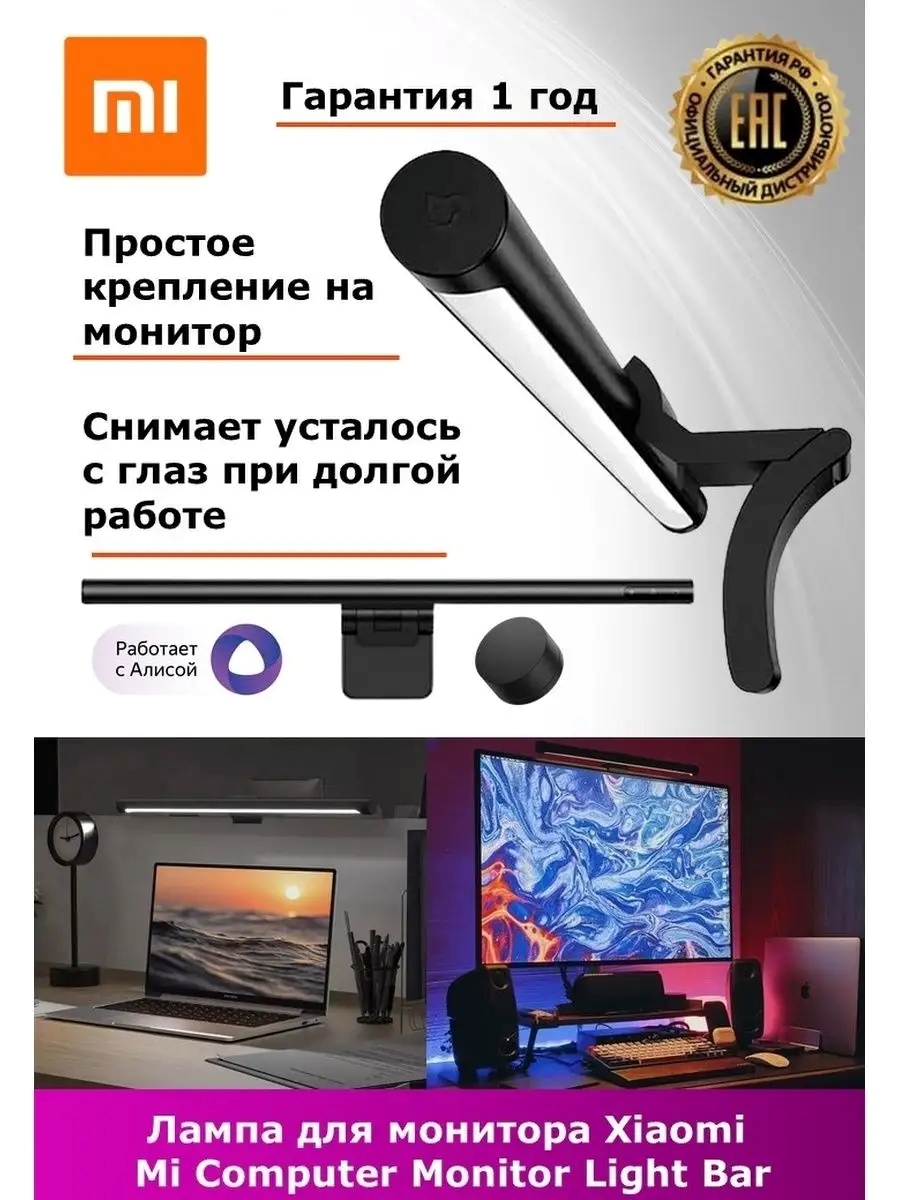 mi
Гарантия 1 год
ГАРАНТИЯ РФ
EAC
ОФИЦИАЛЬНЫЙ ДИСТРИБЬЮТОР
Простое
крепление на
монитор
Снимает усталось
с глаз при долгой
работе
Работает
с Алисой
Лампа для монитора Xiaomi
Mi Computer Monitor Light Bar